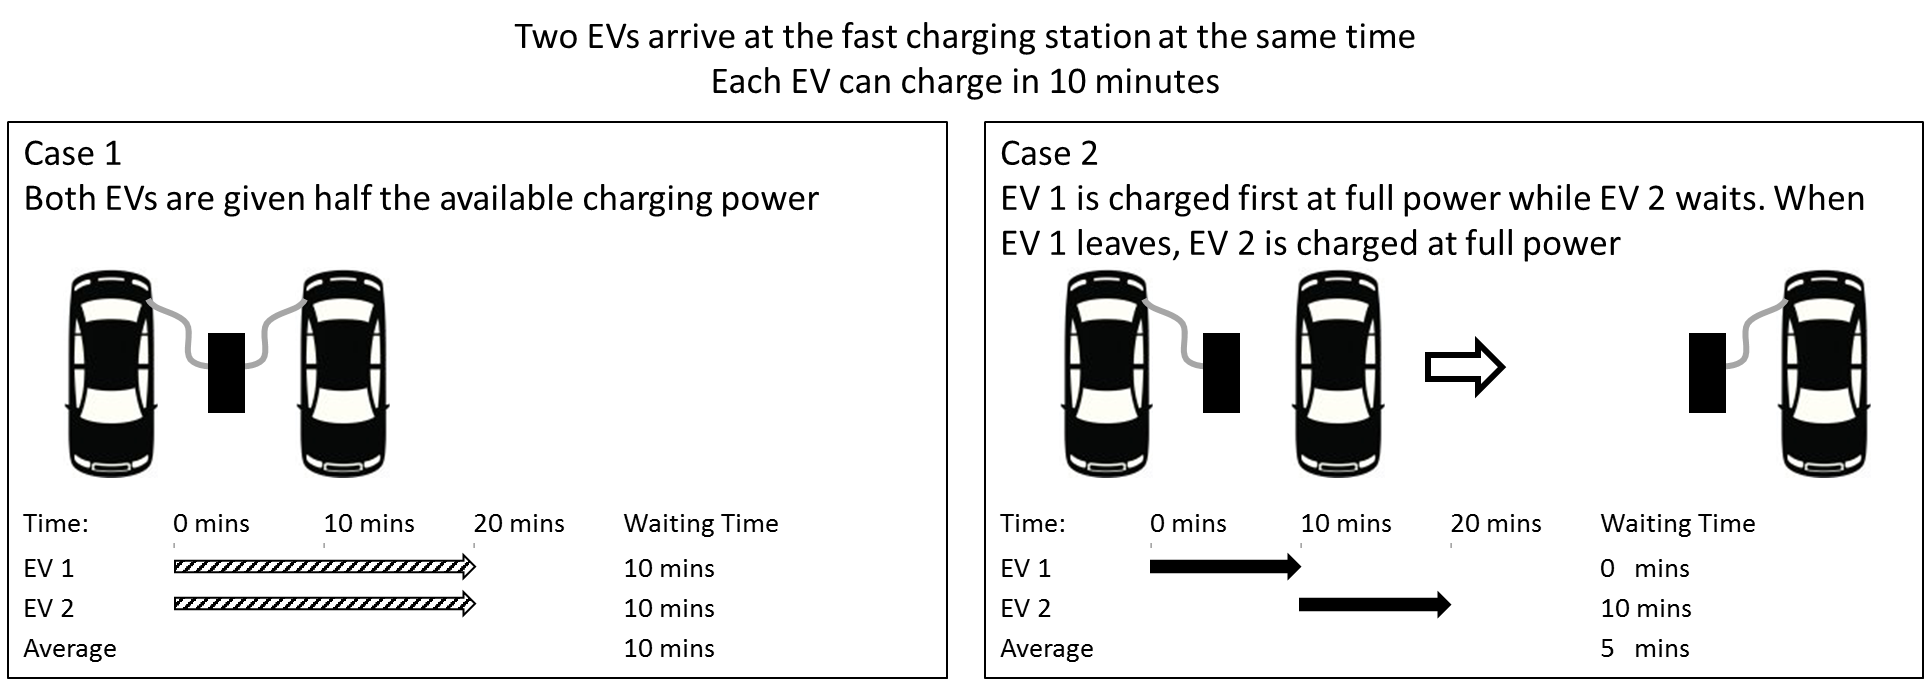 Two EVs arrive at the fast charging station at the same time
Each EV can charge in 10 minutes
Case 1
Both EVs are given half the available charging power
Time: 0 mins 10 mins 20 mins Waiting Time
EV 1 10 mins
EV 2 10 mins
Average 10 mins
Case 2
EV 1 is charged first at full power while EV 2 waits. When
EV 1 leaves, EV 2 is charged at full power
Time: 0 mins 10 mins 20 mins Waiting Time
EV 1 0 mins
EV 2 10 mins
Average 5 mins